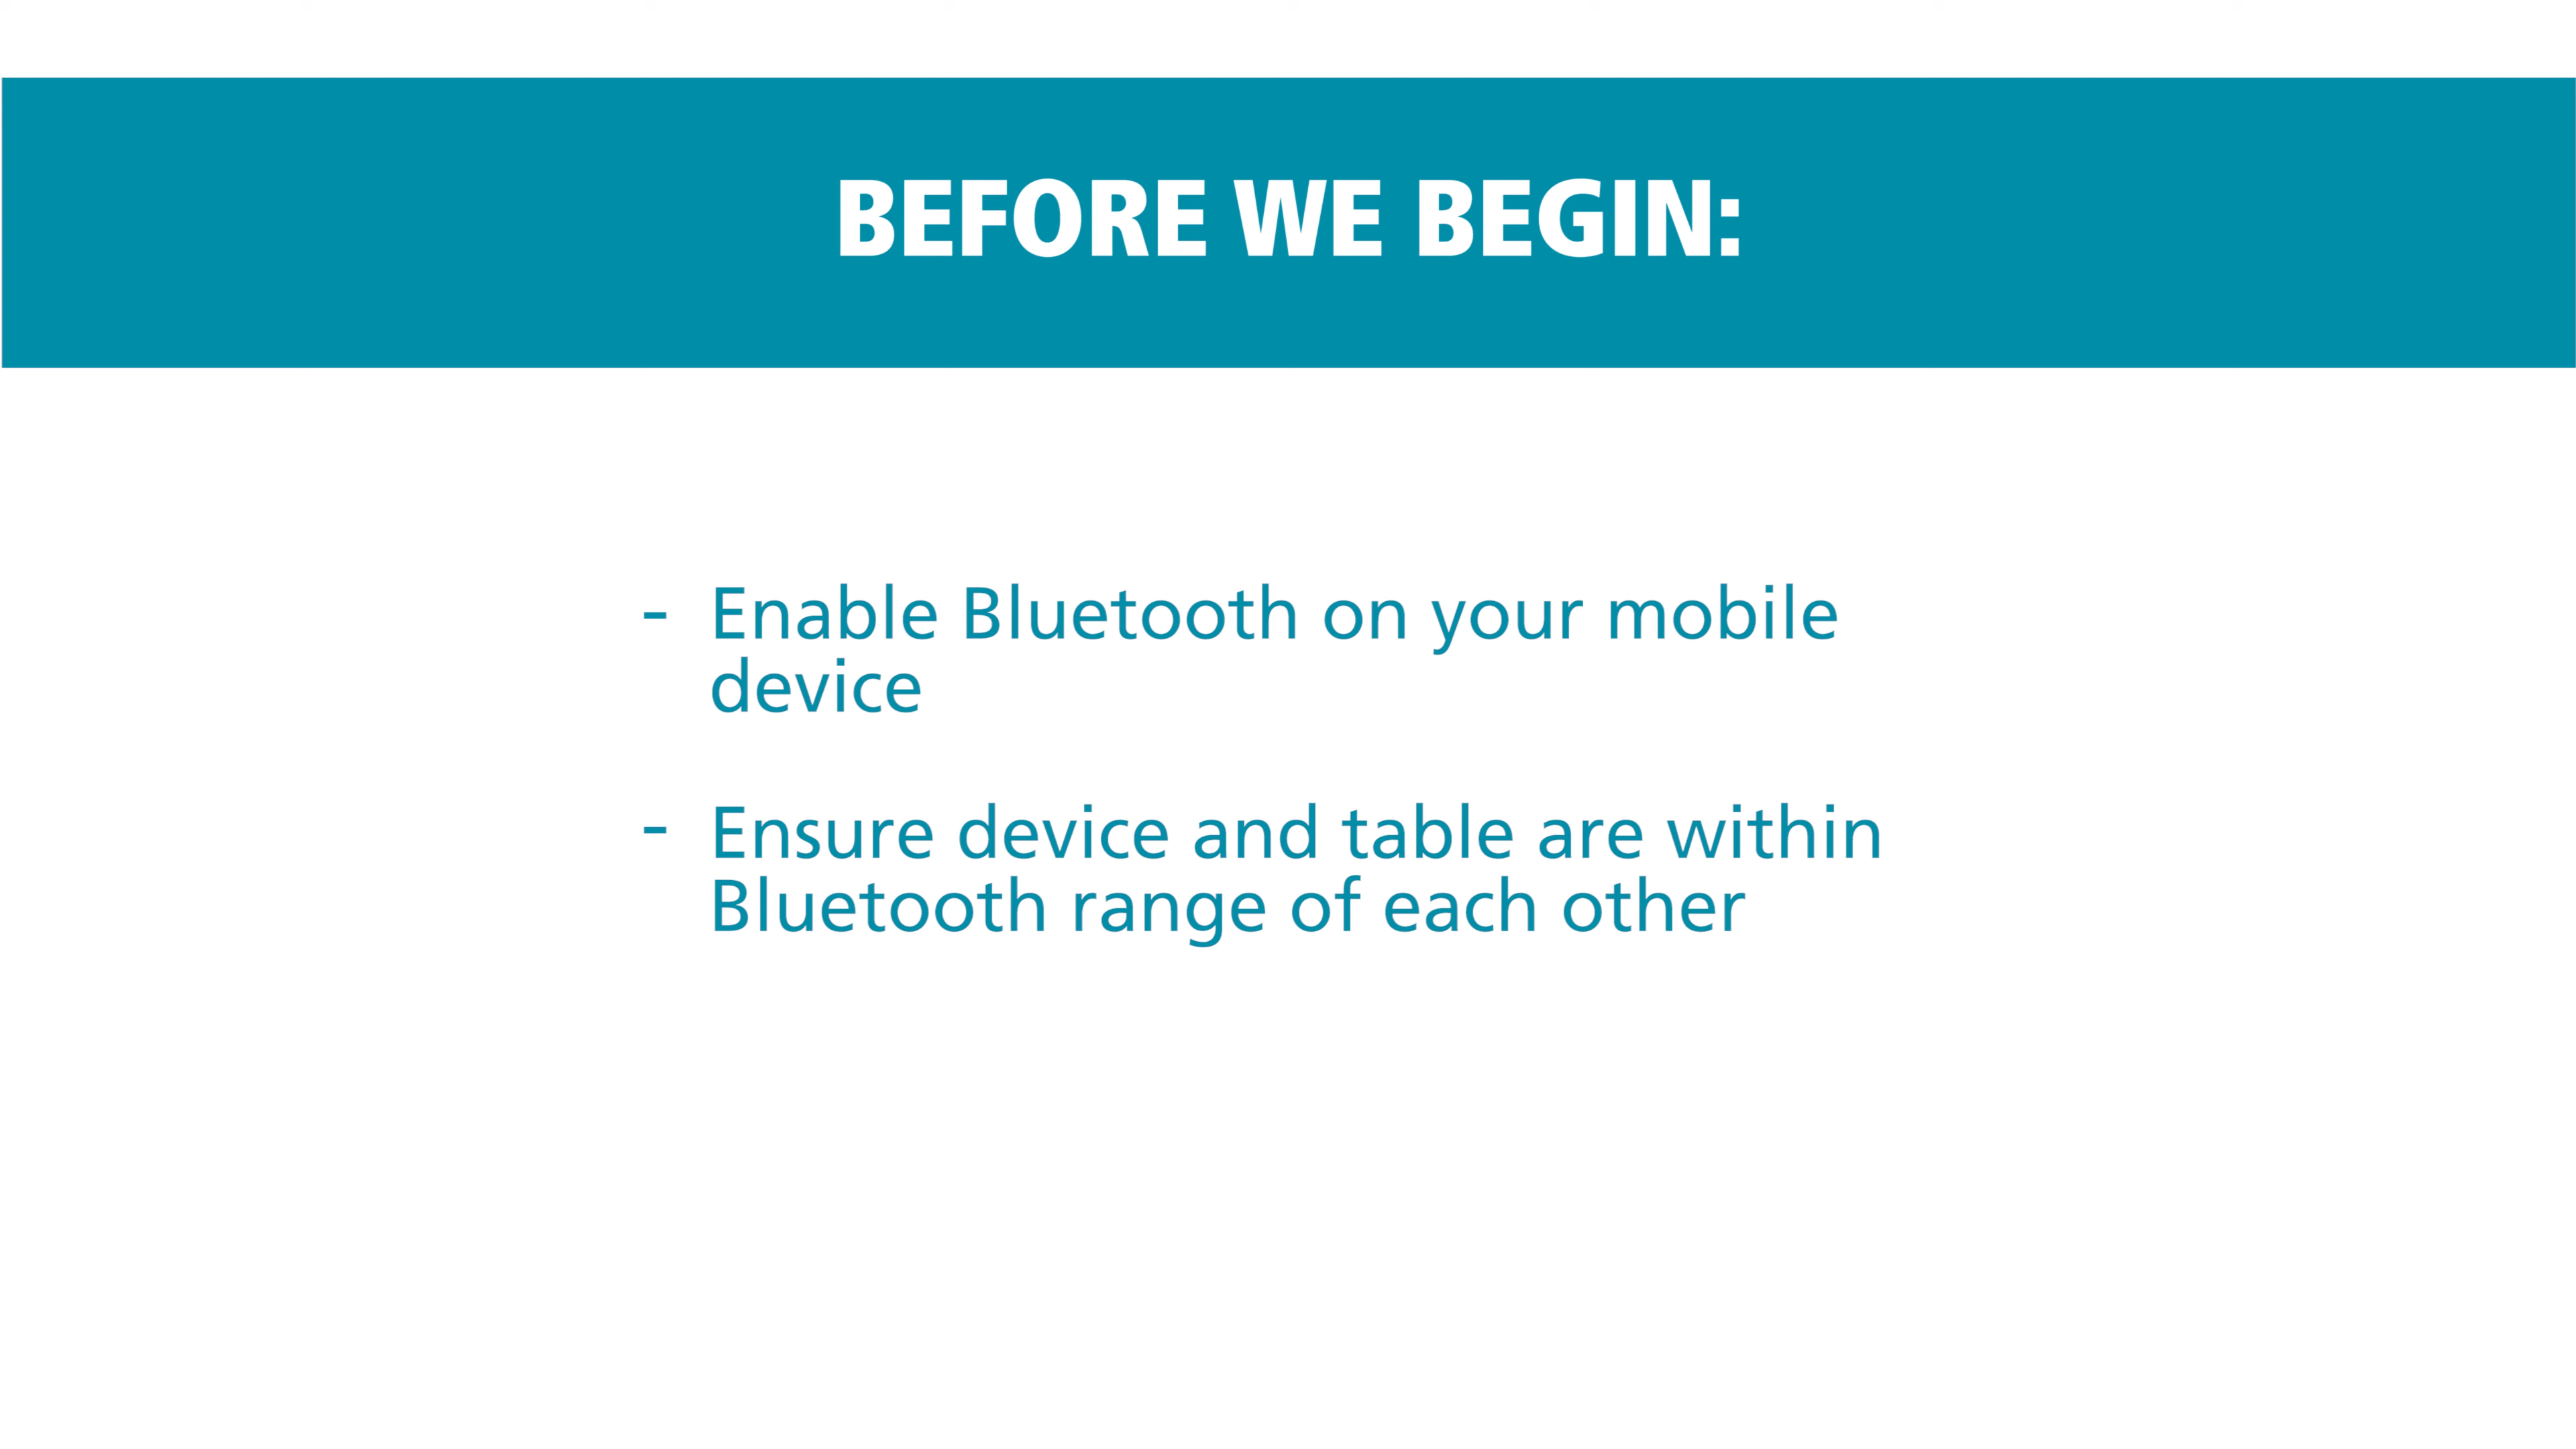 BEFORE WE BEGIN:
- Enable Bluetooth on your mobile
device
- Ensure device and table are within
Bluetooth range of each other